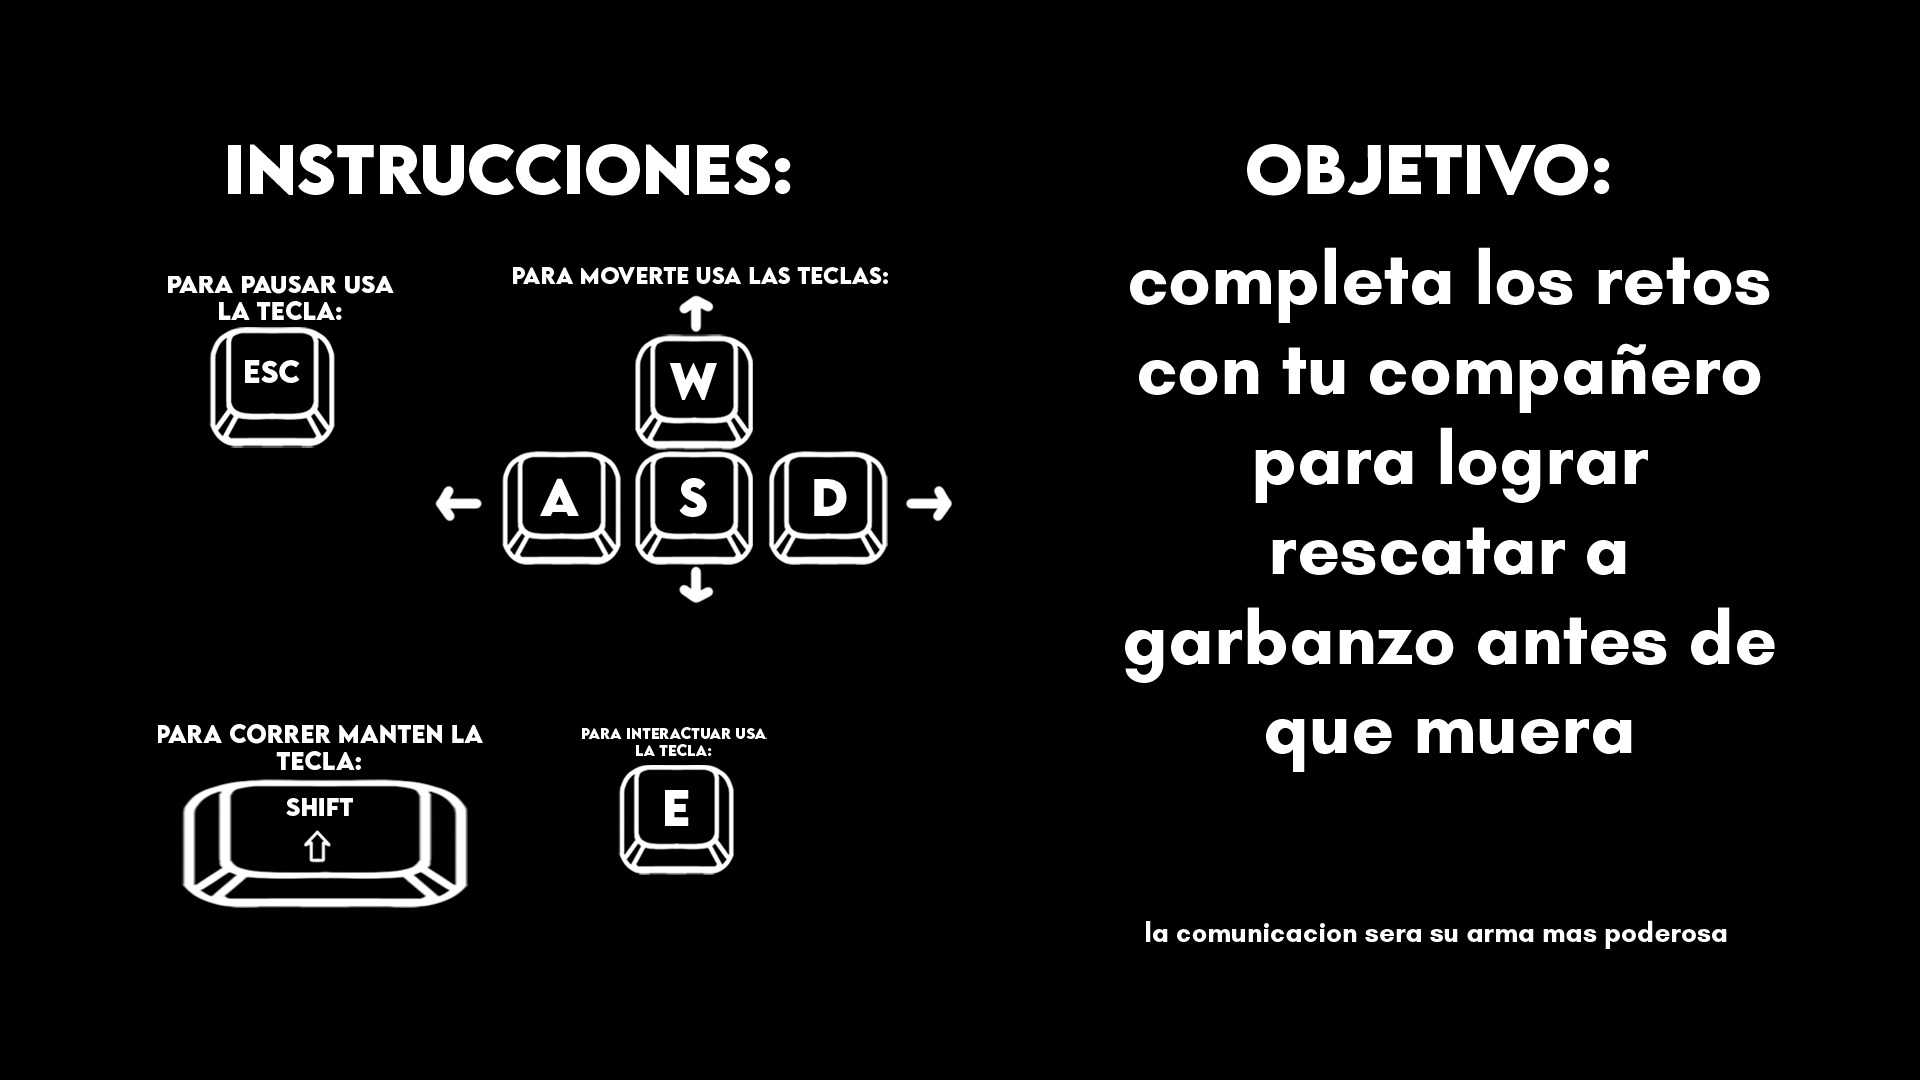 INSTRUCCIONES:
PARA PAUSAR USA
LA TECLA:
ESC
PARA MOVERTE USA LAS TECLAS:
W
A S D
PARA CORRER MANTEN LA
TECLA:
SHIFT
PARA INTERACTUAR USA
LA TECLA:
E
OBJETIVO:
completa los retos
con tu compañero
para lograr
rescatar a
garbanzo antes de
que muera
la comunicacion sera su arma mas poderosa